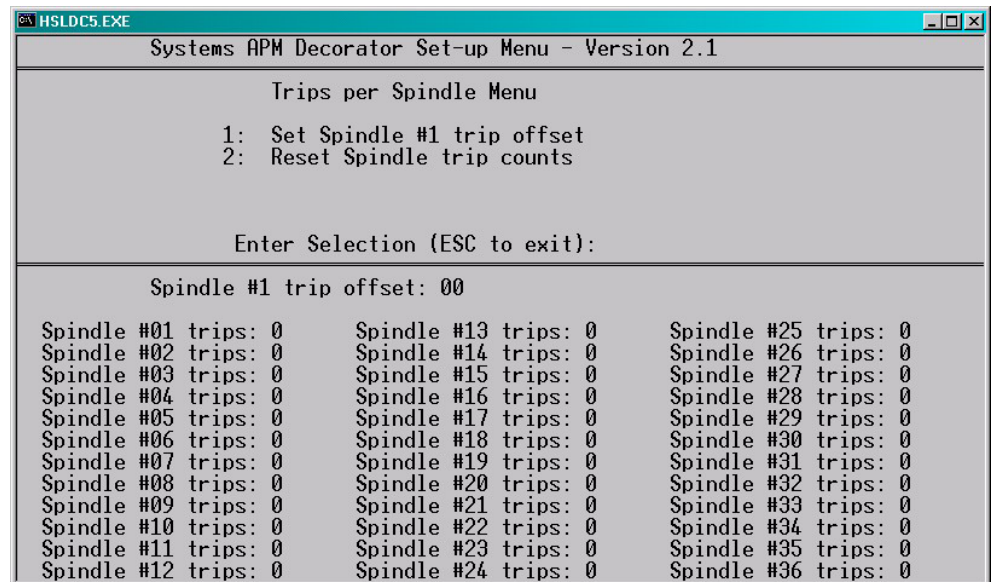 HSLDC5.EXE
Systems APM Decorator Set-up Menu - Version 2.1
Trips per Spindle Menu
1: Set Spindle #1 trip offset
2: Reset Spindle trip counts
Enter Selection (ESC to exit):
Spindle #1 trip offset: 00
Spindle #01 trips: 0 Spindle #13 trips: 0 Spindle #25 trips: 0
Spindle #02 trips: 0 Spindle #14 trips: 0 Spindle #26 trips: 0
Spindle #03 trips: 0 Spindle #15 trips: 0 Spindle #27 trips: 0
Spindle #04 trips: 0 Spindle #16 trips: 0 Spindle #28 trips: 0
Spindle #05 trips: 0 Spindle #17 trips: 0 Spindle #29 trips: 0
Spindle #06 trips: 0 Spindle #18 trips: 0 Spindle #30 trips: 0
Spindle #07 trips: 0 Spindle #19 trips: 0 Spindle #31 trips: 0
Spindle #08 trips: 0 Spindle #20 trips: 0 Spindle #32 trips: 0
Spindle #09 trips: 0 Spindle #21 trips: 0 Spindle #33 trips: 0
Spindle #10 trips: 0 Spindle #22 trips: 0 Spindle #34 trips: 0
Spindle #11 trips: 0 Spindle #23 trips: 0 Spindle #35 trips: 0
Spindle #12 trips: 0 Spindle #24 trips: 0 Spindle #36 trips: 0